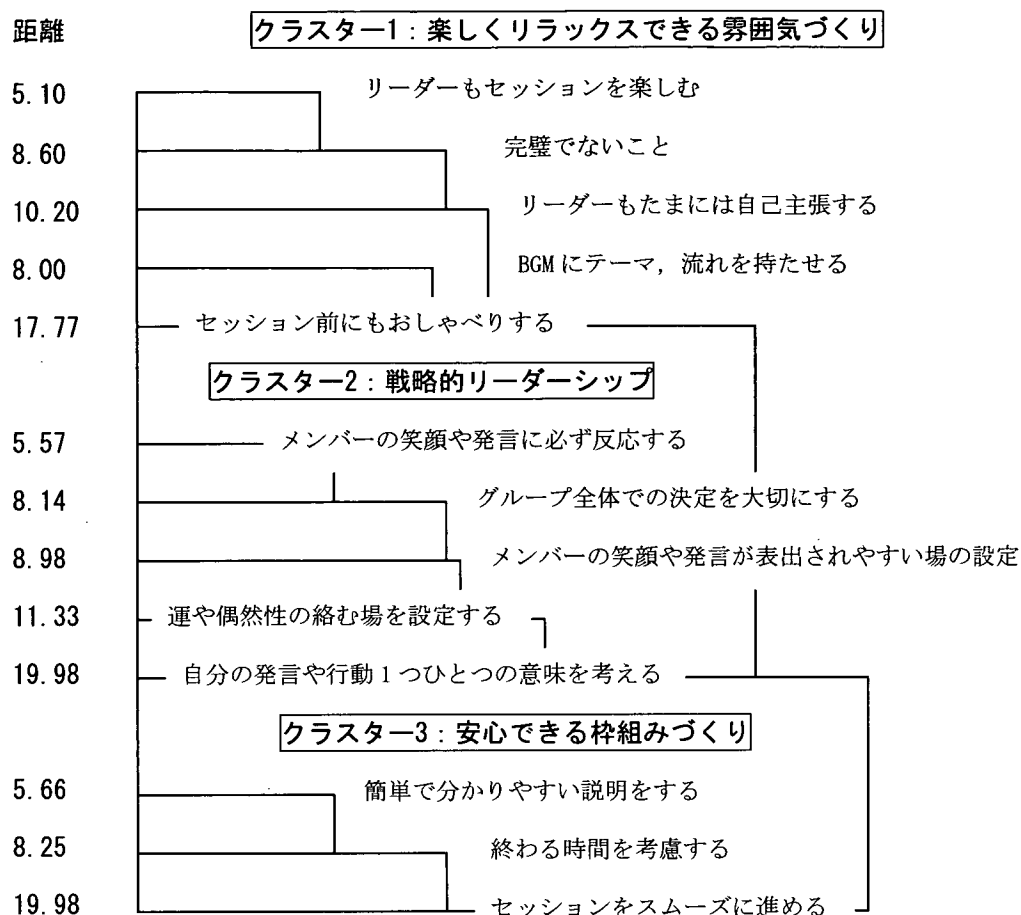 距離 クラスター1：楽しくリラックスできる雰囲気づくり
5.10 リーダーもセッションを楽しむ
8.60 完璧でないこと
10.20 リーダーもたまには自己主張する
8.00 BGMにテーマ，流れを持たせる
17.77 セッション前にもおしゃべりする
クラスター2：戦略的リーダーシップ
5.57 メンバーの笑顔や発言に必ず反応する
8.14 グループ全体での決定を大切にする
8.98 メンバーの笑顔や発言が表出されやすい場の設定
11.33 運や偶然性の絡む場を設定する
19.98 自分の発言や行動1つひとつの意味を考える
クラスター3：安心できる枠組みづくり
5.66 簡単で分かりやすい説明をする
8.25 終わる時間を考慮する
19.98 セッションをスムーズに進める